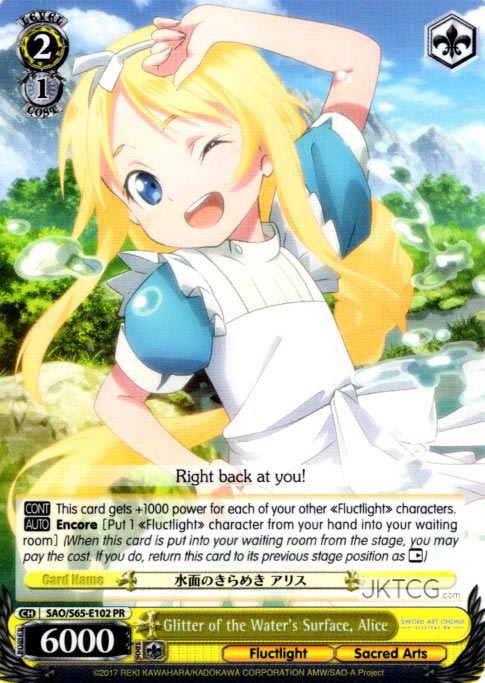 LEVEL
2
1
COST
Right back at you!
CONT This card gets +1000 power for each of your other «Fluctlight» characters.
AUTO Encore [Put 1 «Fluctlight» character from your hand into your waiting
room] (When this card is put into your waiting room from the stage, you may
pay the cost. If you do, return this card to its previous stage position as )
Card Name 水面のきらめき アリス
JKTCG.com
CH SAO/S65-E102 PR
POWER 6000 SOUL Glitter of the Water's Surface, Alice
SWORD ART ONLINE
Fluctlight Sacred Arts
©2017 REKI KAWAHARA/KADOKAWA CORPORATION AMW/SAO-A Project